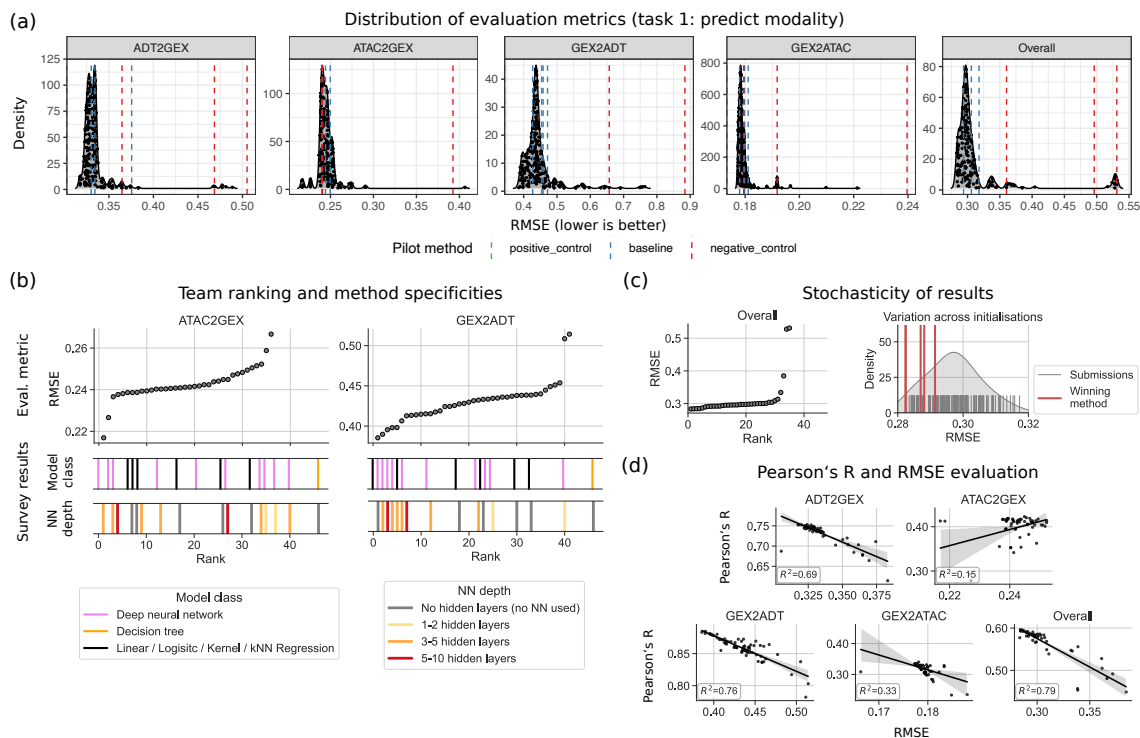 (a)
Distribution of evaluation metrics (task 1: predict modality)
ADT2GEX
ATAC2GEX
GEX2ADT
GEX2ATAC
Overall
Density
125
100
75
50
25
0
0.35
0.40
0.45
0.50
100
50
0
0.25
0.30
0.35
0.40
40
30
20
10
0
0.4
0.5
0.6
0.7
0.8
0.9
800
600
400
200
0
0.18
0.20
0.22
0.24
80
60
40
20
0
0.30
0.35
0.40
0.45
0.50
0.55
RMSE (lower is better)
Pilot method
positive_control
baseline
negative_control
(b)
Team ranking and method specificities
ATAC2GEX
GEX2ADT
Eval. metric
RMSE
0.26
0.24
0.22
0.50
0.45
0.40
Survey results
Model class
NN depth
0
10
20
30
40
Rank
0
10
20
30
40
Rank
Model class
Deep neural network
Decision tree
Linear / Logisitc / Kernel / kNN Regression
NN depth
No hidden layers (no NN used)
1-2 hidden layers
3-5 hidden layers
5-10 hidden layers
(c)
Stochasticity of results
Overall
RMSE
0.5
0.4
0.3
0
10
20
30
Rank
Variation across initialisations
Density
50
25
0
0.28
0.30
0.32
RMSE
Submissions
Winning method
(d)
Pearson's R and RMSE evaluation
ADT2GEX
Pearson's R
0.75
0.70
0.65
R²=0.69
0.325
0.350
0.375
ATAC2GEX
0.40
0.35
0.30
R²=0.15
0.22
0.24
GEX2ADT
Pearson's R
0.85
0.80
R²=0.76
0.40
0.45
0.50
GEX2ATAC
0.40
0.30
R²=0.33
0.17
0.18
RMSE
Overall
0.60
0.50
R²=0.79
0.30
0.35